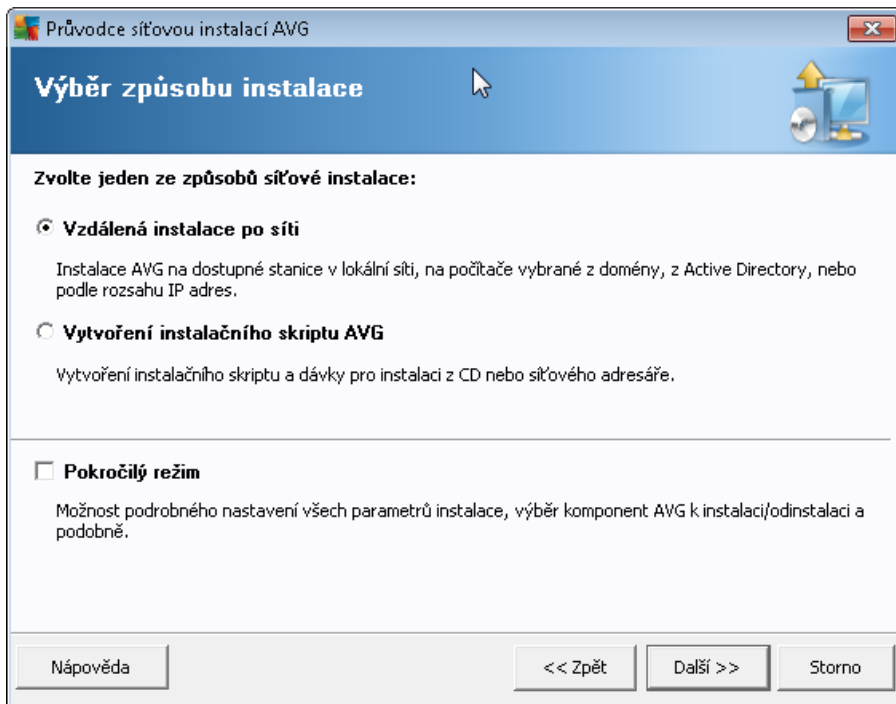 Průvodce síťovou instalací AVG
Výběr způsobu instalace
Zvolte jeden ze způsobů síťové instalace:
Vzdálená instalace po síti
Instalace AVG na dostupné stanice v lokální síti, na počítače vybrané z domény, z Active Directory, nebo
podle rozsahu IP adres.
Vytvoření instalačního skriptu AVG
Vytvoření instalačního skriptu a dávky pro instalaci z CD nebo síťového adresáře.
Pokročilý režim
Možnost podrobného nastavení všech parametrů instalace, výběr komponent AVG k instalaci/odinstalaci a
podobně.
Nápověda
<< Zpět
Další >>
Storno